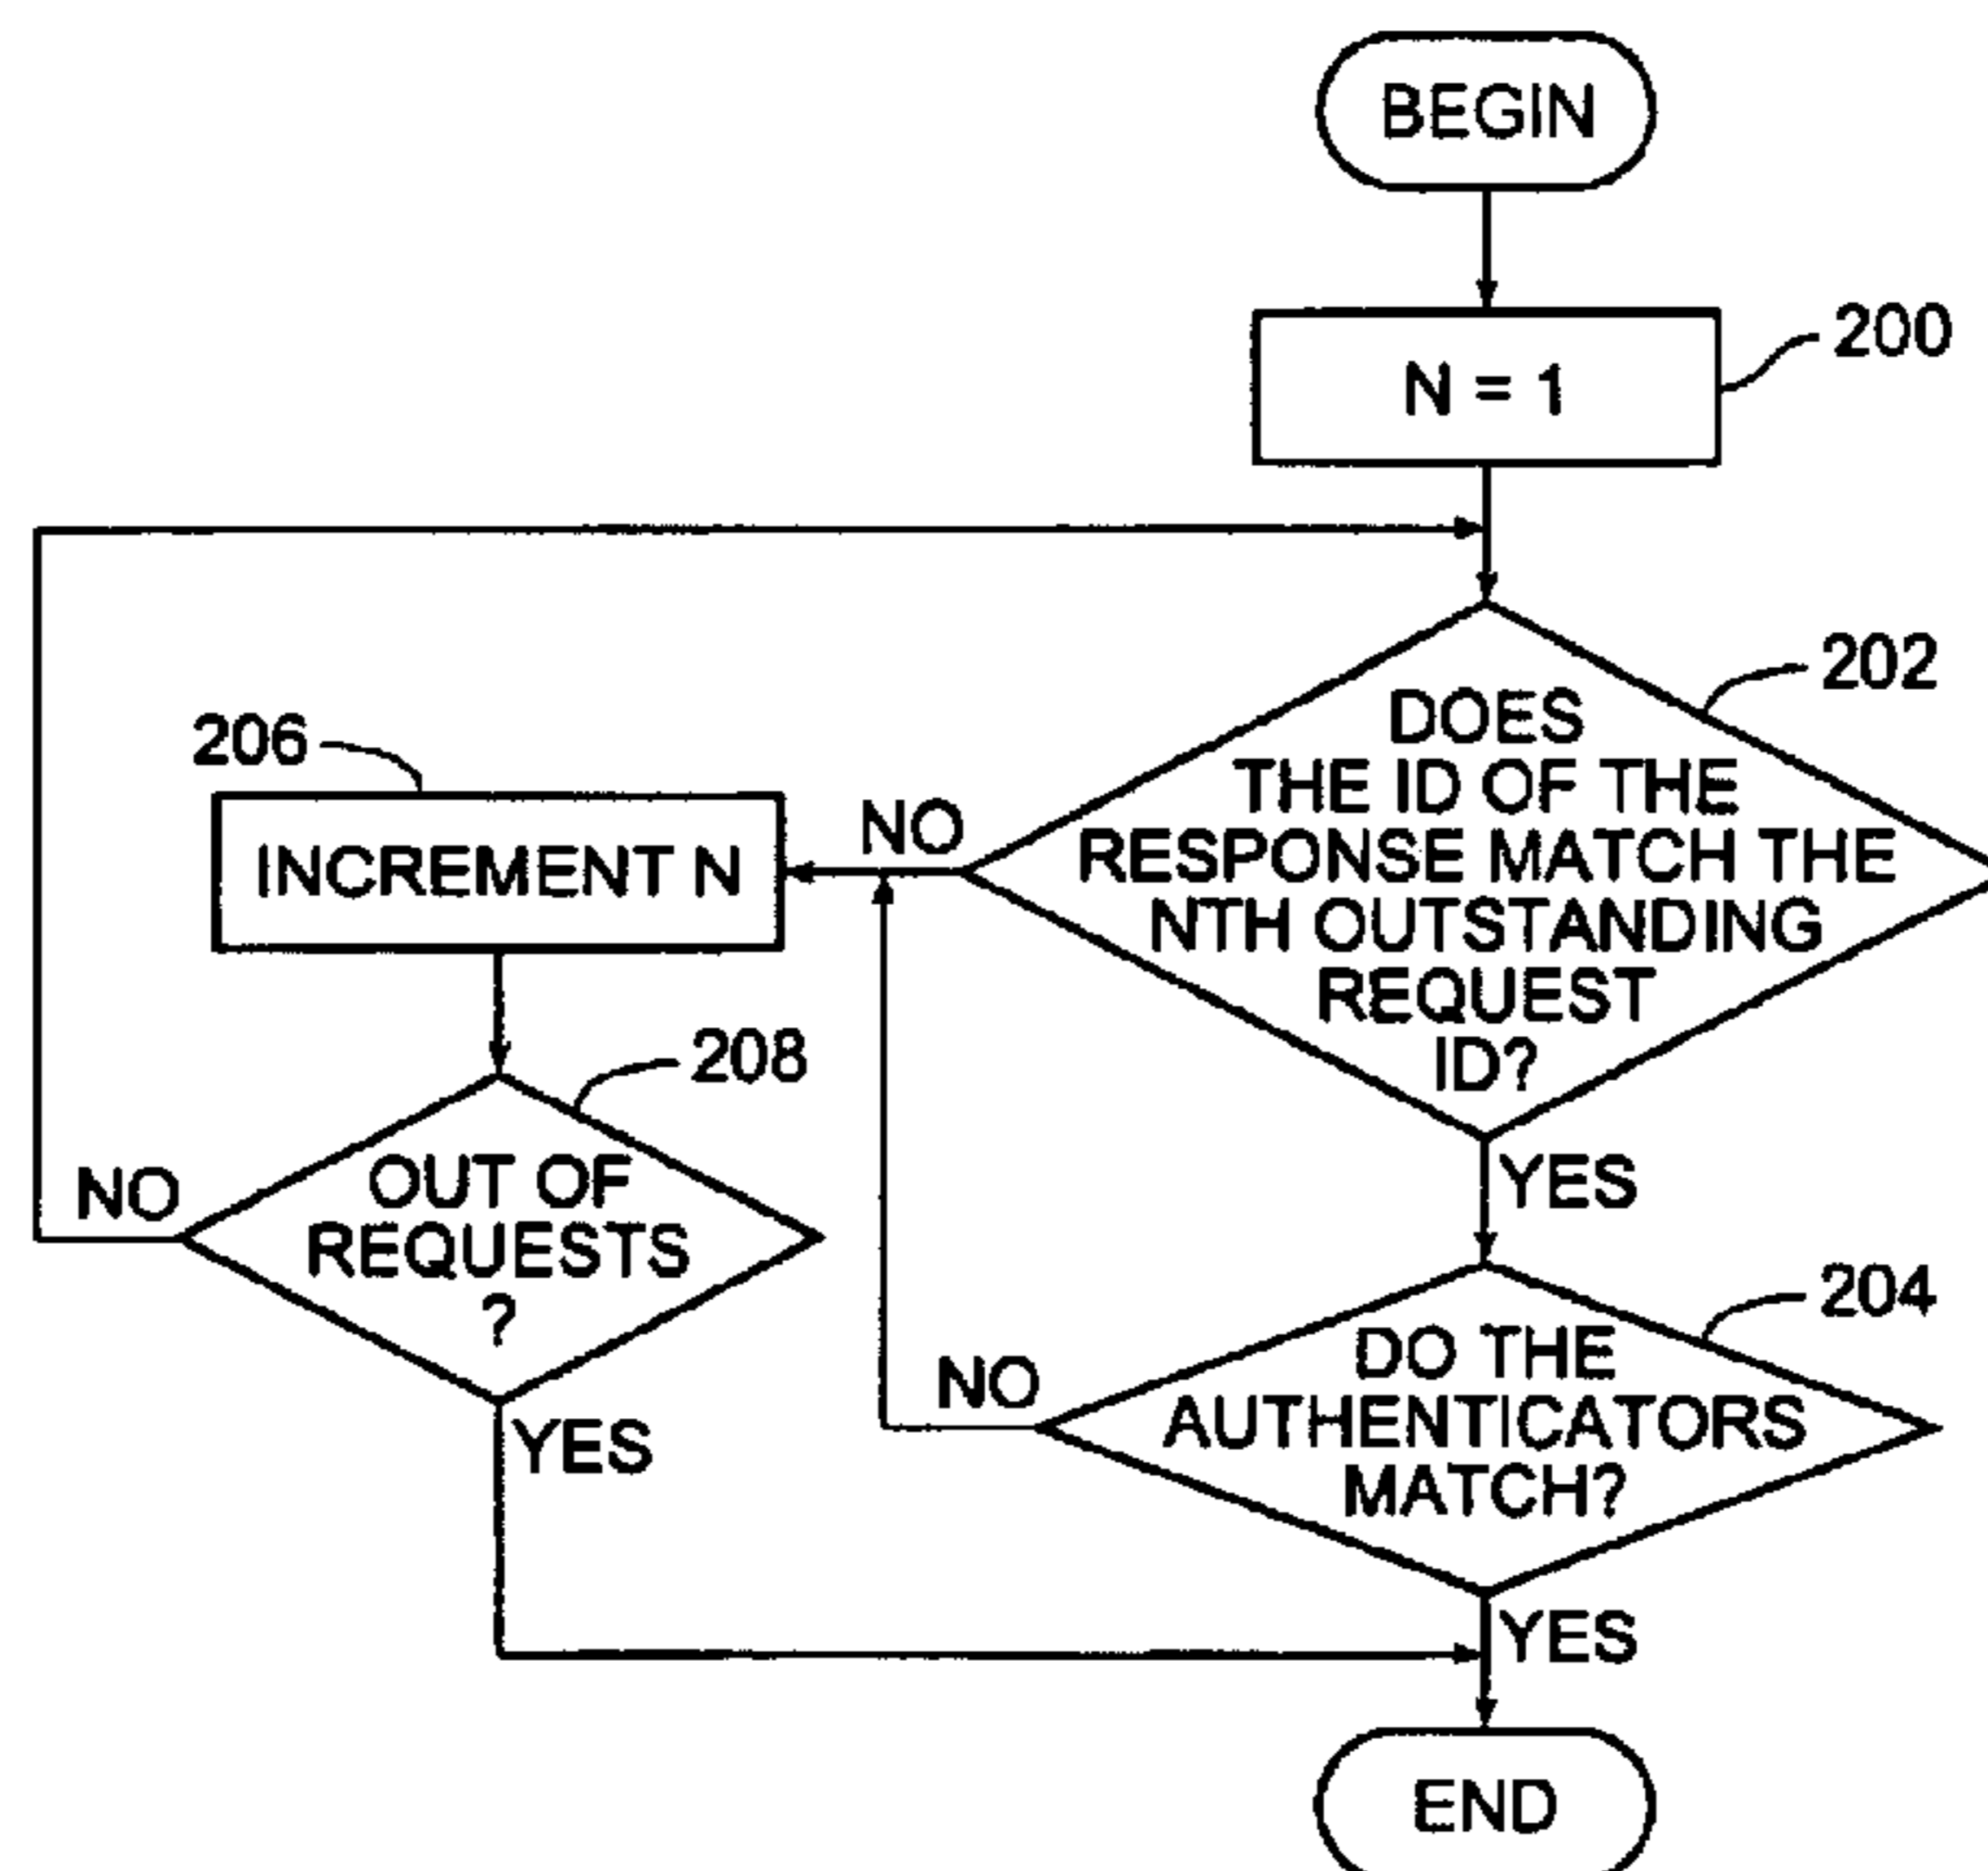 BEGIN
200
N = 1
202
DOES
THE ID OF THE
RESPONSE MATCH THE
NTH OUTSTANDING
REQUEST
ID?
NO
206
INCREMENT N
208
OUT OF
REQUESTS
?
NO
YES
YES
204
DO THE
AUTHENTICATORS
MATCH?
NO
YES
END